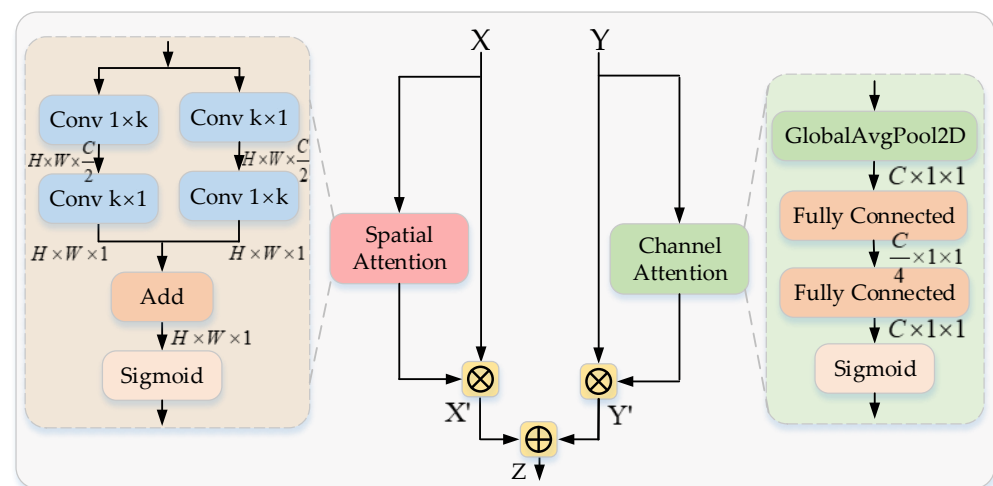 X
Y
Conv 1×k
Conv k×1
H×W×C/2
H×W×C/2
Conv k×1
Conv 1×k
H×W×1
H×W×1
Add
H×W×1
Sigmoid
Spatial
Attention
Channel
Attention
X'
Y'
Z
GlobalAvgPool2D
C×1×1
Fully Connected
C/4×1×1
Fully Connected
C×1×1
Sigmoid